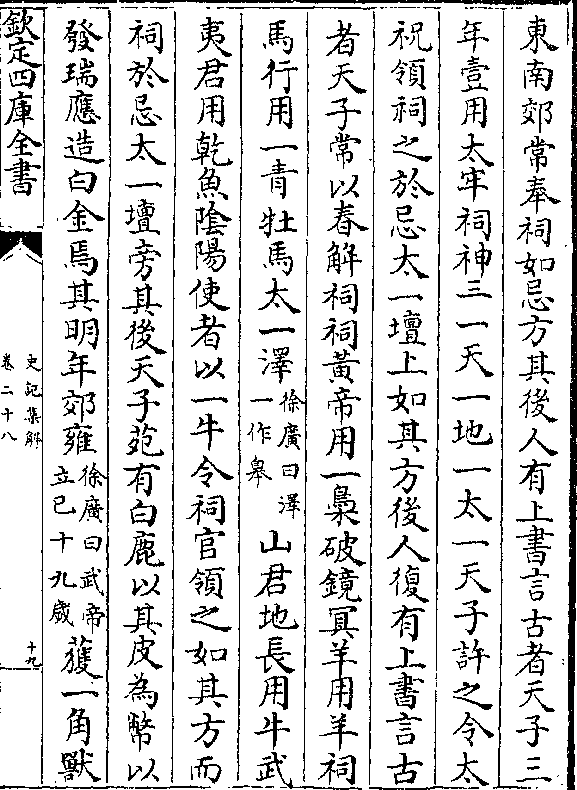 東南郊常奉祠如忌方其後人有上書言古者天子三
年壹用太牢祠神三一天一地一太一天子許之令太
祝領祠之於忌太一壇上如其方後人復有上書言古
者天子常以春解祠祠黃帝用一梟破鏡冥羊用羊祠
馬行用一青牡馬太一澤徐廣曰澤一作臯山君地長用牛武
夷君用乾魚陰陽使者以一牛令祠官領之如其方而
祠於忌太一壇旁其後天子苑有白鹿以其皮為幣以
發瑞應造白金焉其明年郊雍徐廣曰武帝立已十九歲獲一角獸
欽定四庫全書
史記集解
卷二十八
十九